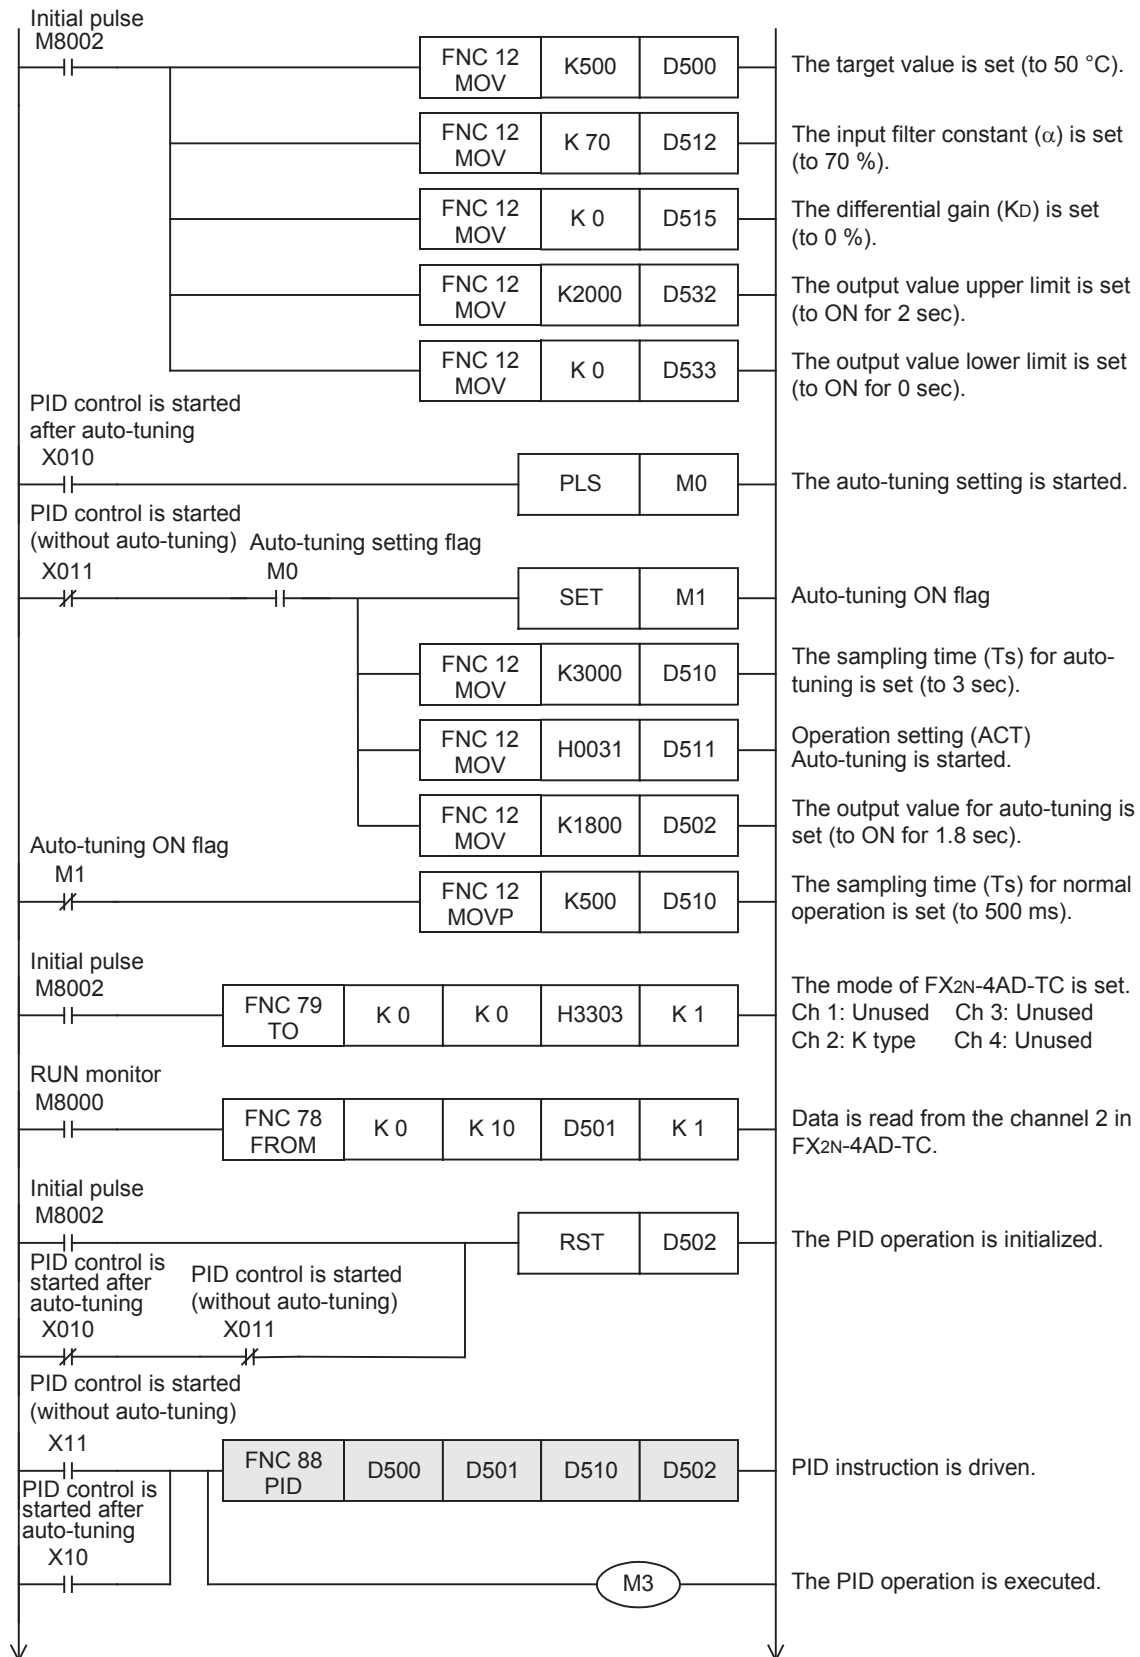 Initial pulse
M8002
FNC 12 MOV K500 D500
The target value is set (to 50 °C).
FNC 12 MOV K 70 D512
The input filter constant (α) is set
(to 70 %).
FNC 12 MOV K 0 D515
The differential gain (KD) is set
(to 0 %).
FNC 12 MOV K2000 D532
The output value upper limit is set
(to ON for 2 sec).
FNC 12 MOV K 0 D533
The output value lower limit is set
(to ON for 0 sec).
PID control is started
after auto-tuning
X010
PLS M0
The auto-tuning setting is started.
PID control is started
(without auto-tuning)
Auto-tuning setting flag
X011 M0
SET M1
Auto-tuning ON flag
FNC 12 MOV K3000 D510
The sampling time (Ts) for auto-
tuning is set (to 3 sec).
FNC 12 MOV H0031 D511
Operation setting (ACT)
Auto-tuning is started.
FNC 12 MOV K1800 D502
The output value for auto-tuning is
set (to ON for 1.8 sec).
Auto-tuning ON flag
M1
FNC 12 MOVP K500 D510
The sampling time (Ts) for normal
operation is set (to 500 ms).
Initial pulse
M8002
FNC 79 TO K 0 K 0 H3303 K 1
The mode of FX2N-4AD-TC is set.
Ch 1: Unused Ch 3: Unused
Ch 2: K type Ch 4: Unused
RUN monitor
M8000
FNC 78 FROM K 0 K 10 D501 K 1
Data is read from the channel 2 in
FX2N-4AD-TC.
Initial pulse
M8002
RST D502
The PID operation is initialized.
PID control is
started after
auto-tuning
X010
PID control is started
(without auto-tuning)
X011
PID control is started
(without auto-tuning)
X11
FNC 88 PID D500 D501 D510 D502
PID instruction is driven.
PID control is
started after
auto-tuning
X10
M3
The PID operation is executed.